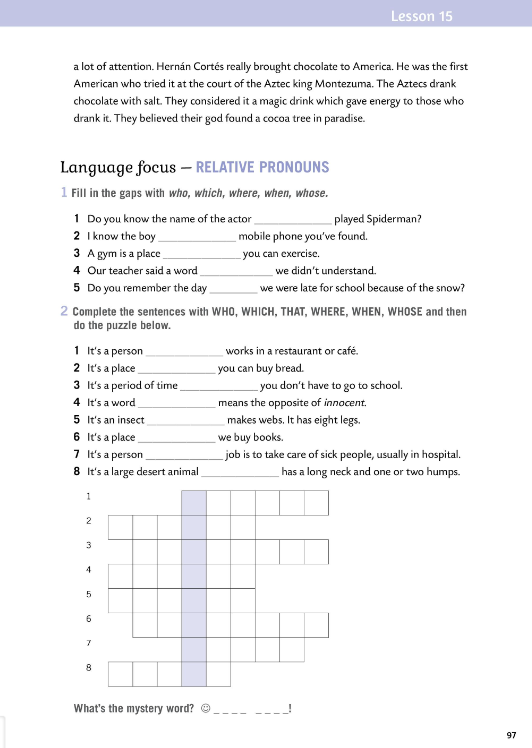 Lesson 15
a lot of attention. Hernán Cortés really brought chocolate to America. He was the first
American who tried it at the court of the Aztec king Montezuma. The Aztecs drank
chocolate with salt. They considered it a magic drink which gave energy to those who
drank it. They believed their god found a cocoa tree in paradise.
Language focus – RELATIVE PRONOUNS
1 Fill in the gaps with who, which, where, when, whose.
1 Do you know the name of the actor ______________ played Spiderman?
2 I know the boy ______________ mobile phone you've found.
3 A gym is a place ______________ you can exercise.
4 Our teacher said a word _____________ we didn't understand.
5 Do you remember the day _________ we were late for school because of the snow?
2 Complete the sentences with WHO, WHICH, THAT, WHERE, WHEN, WHOSE and then
do the puzzle below.
1 It's a person ______________ works in a restaurant or café.
2 It's a place ______________ you can buy bread.
3 It's a period of time ______________ you don't have to go to school.
4 It's a word ______________ means the opposite of innocent.
5 It's an insect ______________ makes webs. It has eight legs.
6 It's a place ______________ we buy books.
7 It's a person ______________ job is to take care of sick people, usually in hospital.
8 It's a large desert animal ______________ has a long neck and one or two humps.
1
2
3
4
5
6
7
8
What's the mystery word? ☺ _ _ _ _ _ _ _ _!
97